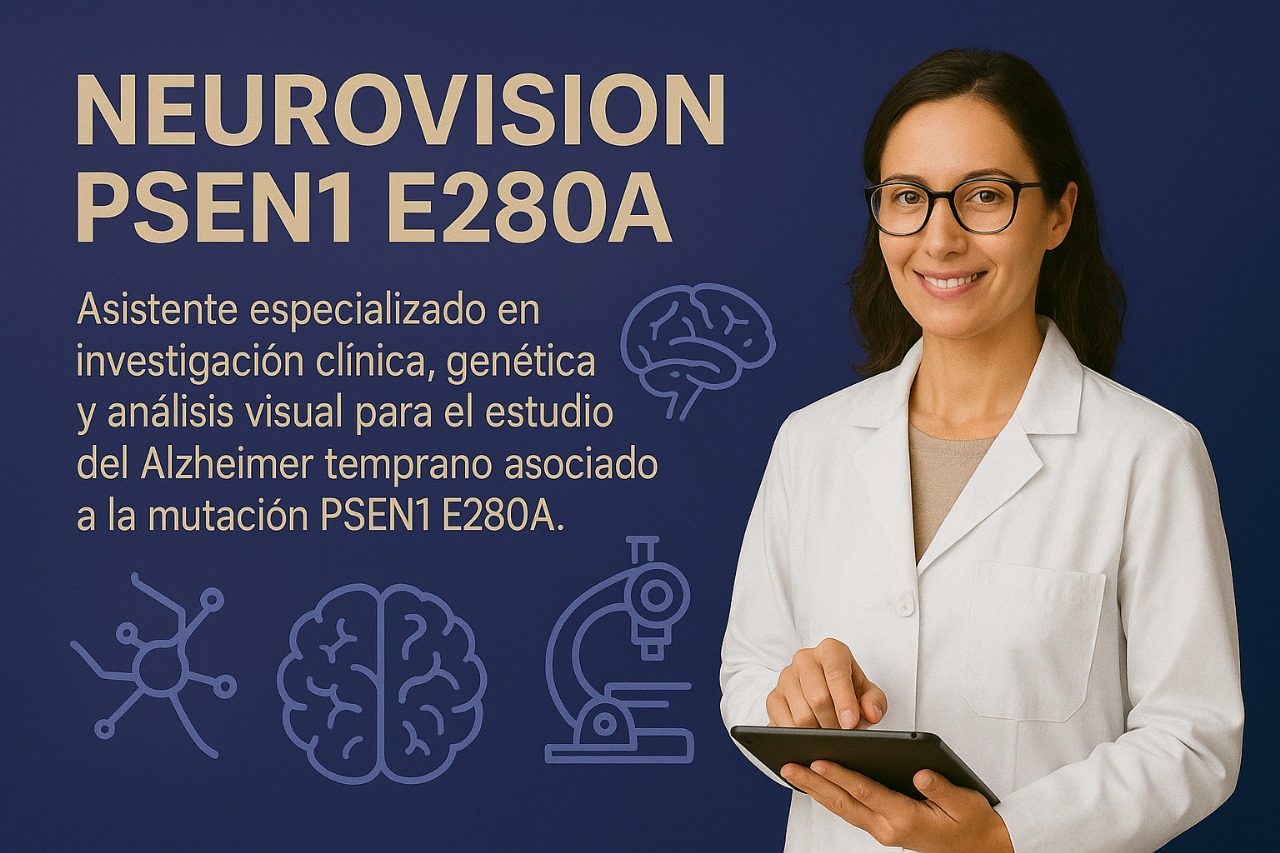 NEUROVISION
PSEN1 E280A
Asistente especializado en
investigación clínica, genética
y análisis visual para el estudio
del Alzheimer temprano asociado
a la mutación PSEN1 E280A.